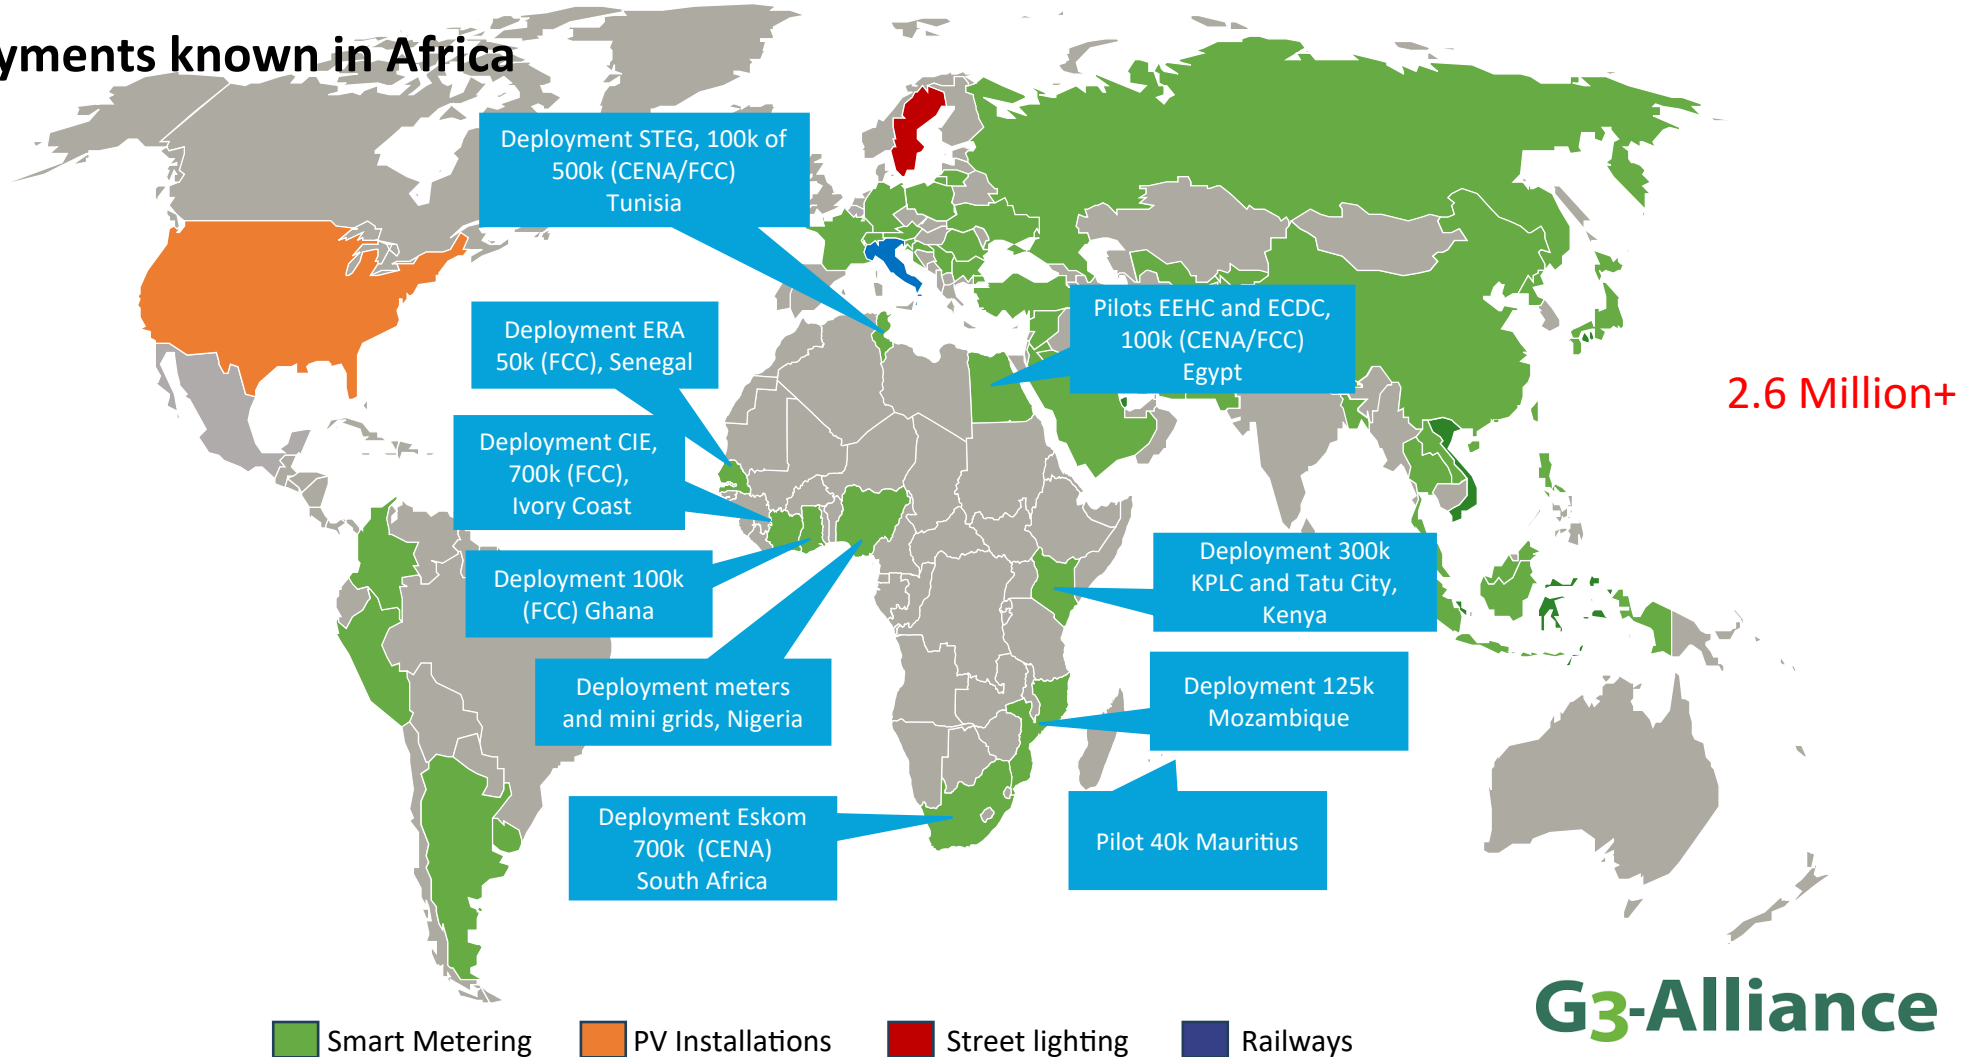 yments known in Africa
Deployment STEG, 100k of
500k (CENA/FCC)
Tunisia
Deployment ERA
50k (FCC), Senegal
Pilots EEHC and ECDC,
100k (CENA/FCC)
Egypt
2.6 Million+
Deployment CIE,
700k (FCC),
Ivory Coast
Deployment 100k
(FCC) Ghana
Deployment 300k
KPLC and Tatu City,
Kenya
Deployment meters
and mini grids, Nigeria
Deployment 125k
Mozambique
Deployment Eskom
700k (CENA)
South Africa
Pilot 40k Mauritius
G3-Alliance
Smart Metering
PV Installations
Street lighting
Railways